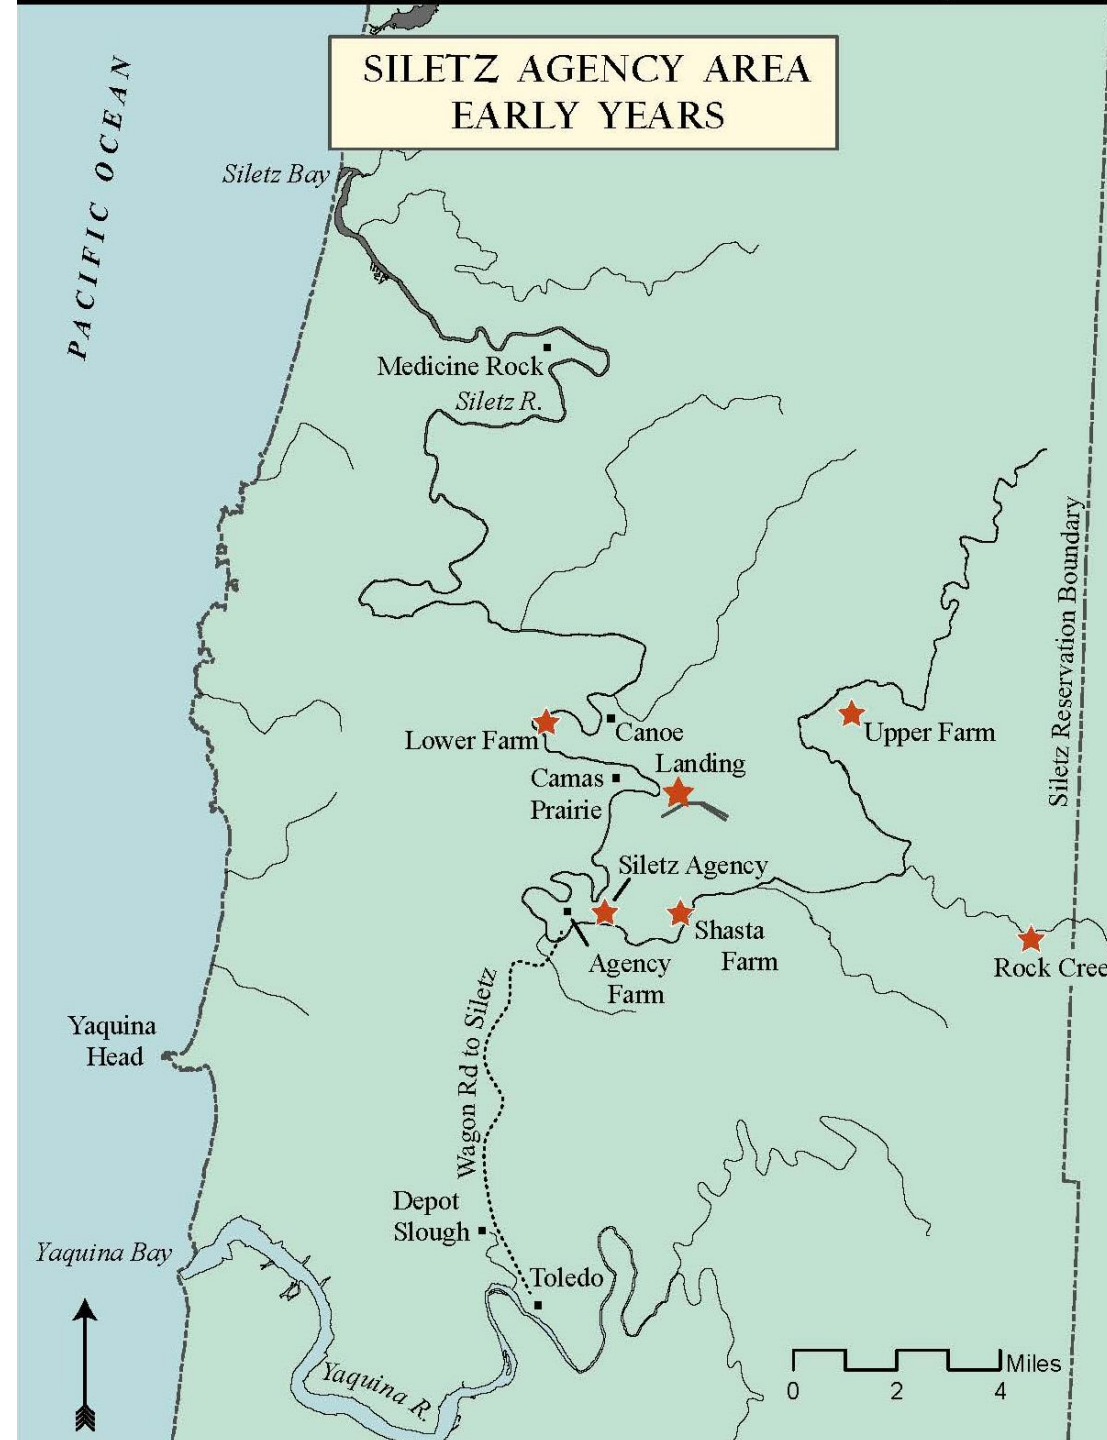 SILETZ AGENCY AREA
EARLY YEARS
PACIFIC OCEAN
Siletz Bay
Medicine Rock
Siletz R.
Siletz Reservation Boundary
Lower Farm
Canoe
Landing
Upper Farm
Camas
Prairie
Siletz Agency
Shasta
Farm
Agency
Farm
Rock Cree
Wagon Rd to Siletz
Yaquina
Head
Depot
Slough
Yaquina Bay
Toledo
Yaquina R.
Miles
0 2 4